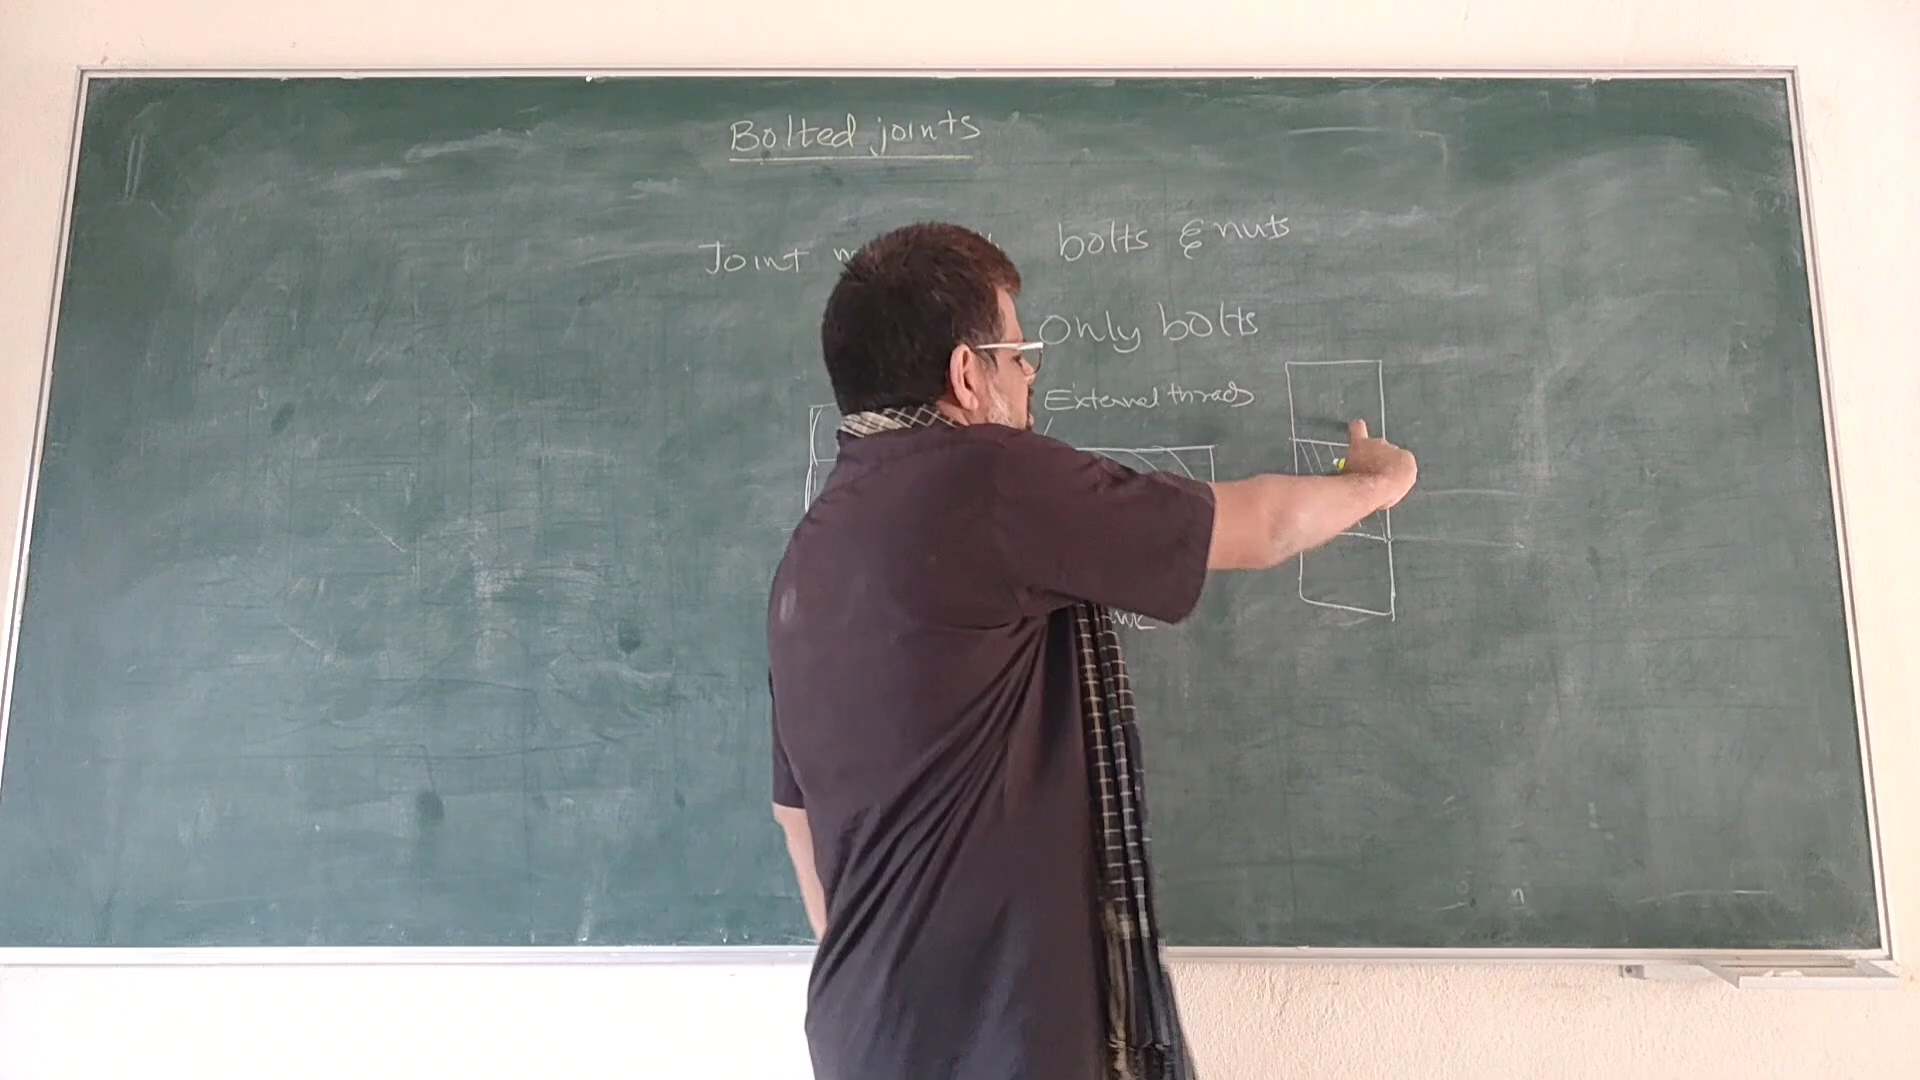 Bolted joints
Joint bolts & nuts
Only bolts
External threads